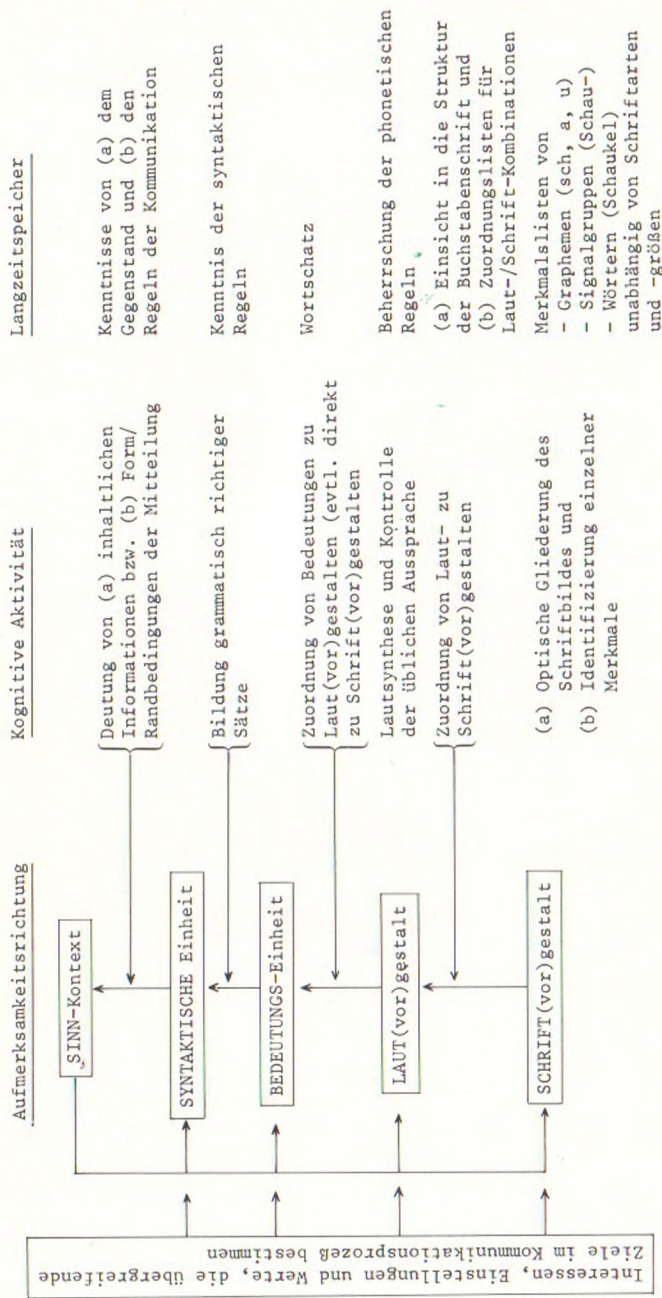 Aufmerksamkeitsrichtung
SINN-Kontext
SYNTAKTISCHE Einheit
BEDEUTUNGS-Einheit
LAUT(vor)gestalt
SCHRIFT(vor)gestalt
Interessen, Einstellungen und Werte, die übergreifende
Ziele im Kommunikationsprozeß bestimmen
Kognitive Aktivität
Deutung von (a) inhaltlichen
Informationen bzw. (b) Form/
Randbedingungen der Mitteilung
Bildung grammatisch richtiger
Sätze
Zuordnung von Bedeutungen zu
Laut(vor)gestalten (evtl. direkt
zu Schrift(vor)gestalten
Lautsynthese und Kontrolle
der üblichen Aussprache
Zuordnung von Laut- zu
Schrift(vor)gestalten
(a) Optische Gliederung des
Schriftbildes und
(b) Identifizierung einzelner
Merkmale
Langzeitspeicher
Kenntnisse von (a) dem
Gegenstand und (b) den
Regeln der Kommunikation
Kenntnis der syntaktischen
Regeln
Wortschatz
Beherrschung der phonetischen
Regeln
(a) Einsicht in die Struktur
der Buchstabenschrift und
(b) Zuordnungslisten für
Laut-/Schrift-Kombinationen
Merkmalslisten von
- Graphemen (sch, a, u)
- Signalgruppen (Schau-)
- Wörtern (Schaukel)
unabhängig von Schriftarten
und -größen